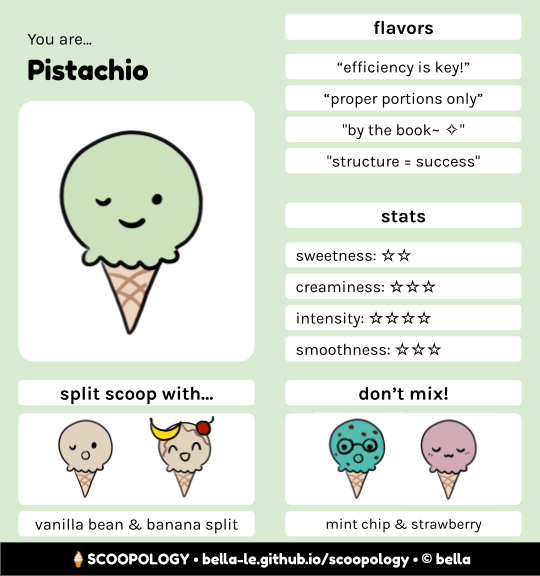 You are...
Pistachio
flavors
“efficiency is key!”
“proper portions only”
"by the book~ ✧"
"structure = success"
stats
sweetness: ☆☆
creaminess: ☆☆☆
intensity: ☆☆☆☆
smoothness: ☆☆☆
split scoop with...
vanilla bean & banana split
don’t mix!
mint chip & strawberry
🍦SCOOPOLOGY • bella-le.github.io/scoopology • © bella